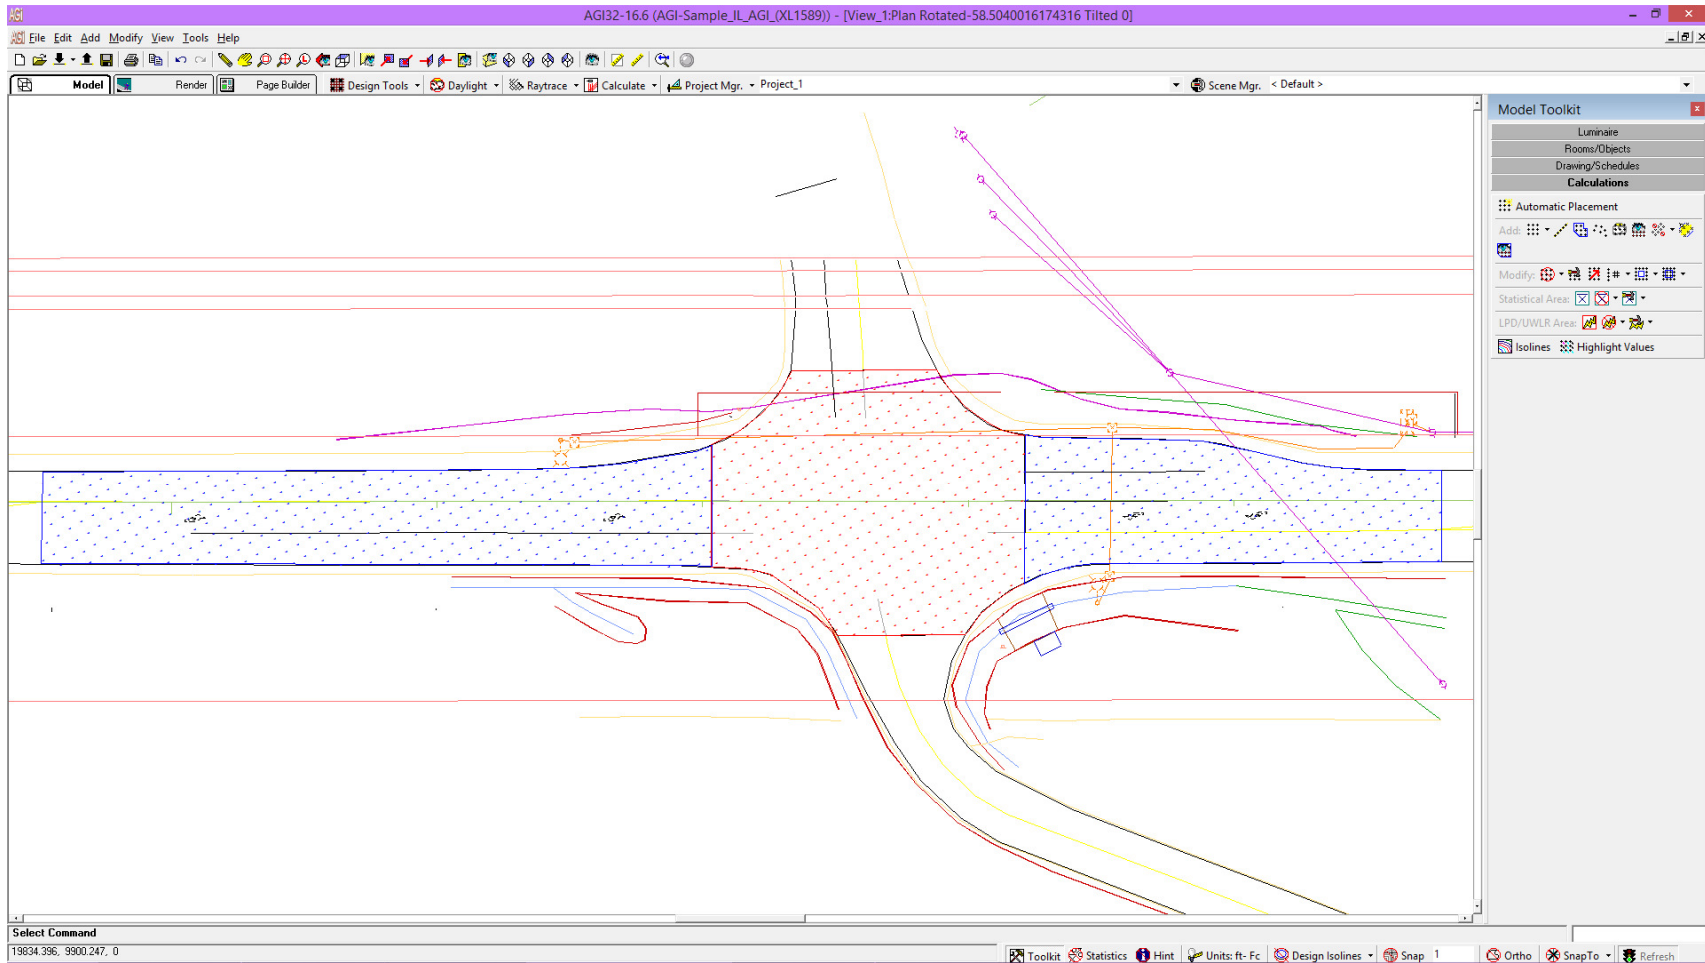 AGI32-16.6 (AGI-Sample_IL_AGI_(XL1589)) - [View_1:Plan Rotated-58.5040016174316 Tilted 0]
File Edit Add Modify View Tools Help
Model Render Page Builder Design Tools Daylight Raytrace Calculate Project Mgr. Project_1 Scene Mgr. < Default >
Model Toolkit
Luminaire
Rooms/Objects
Drawing/Schedules
Calculations
Automatic Placement
Add:
Modify:
Statistical Area:
LPD/UWLR Area:
Isolines Highlight Values
Select Command
19834.396, 9900.247, 0
Toolkit Statistics Hint Units: ft- Fc Design Isolines Snap 1 Ortho SnapTo Refresh